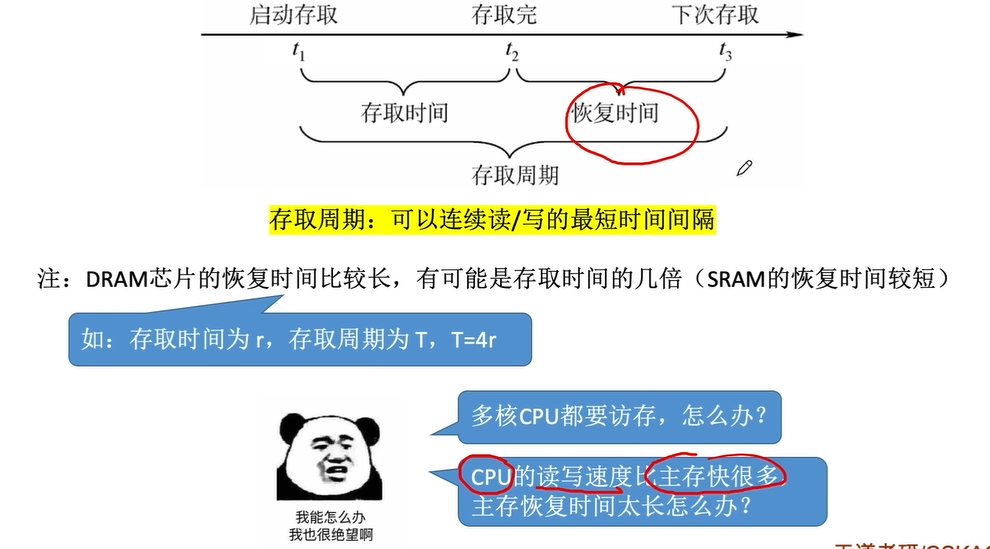 启动存取 存取完 下次存取
t1 t2 t3
存取时间 恢复时间
存取周期
存取周期：可以连续读/写的最短时间间隔
注：DRAM芯片的恢复时间比较长，有可能是存取时间的几倍（SRAM的恢复时间较短）
如：存取时间为 r，存取周期为 T，T=4r
多核CPU都要访存，怎么办？
CPU的读写速度比主存快很多
主存恢复时间太长怎么办？
我能怎么办
我也很绝望啊